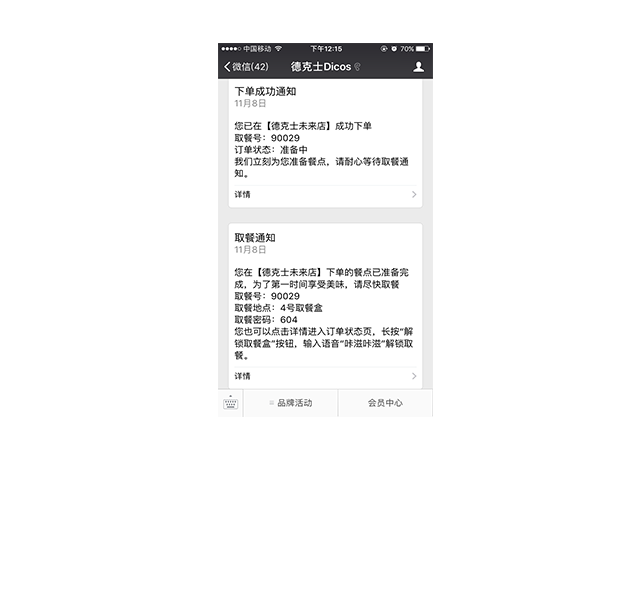 中国移动 下午12:15 70%
微信(42) 德克士Dicos
下单成功通知
11月8日
您已在【德克士未来店】成功下单
取餐号：90029
订单状态：准备中
我们立刻为您准备餐点，请耐心等待取餐通
知。
详情
取餐通知
11月8日
您在【德克士未来店】下单的餐点已准备完
成，为了第一时间享受美味，请尽快取餐
取餐号：90029
取餐地点：4号取餐盒
取餐密码：604
您也可以点击详情进入订单状态页，长按“解
锁取餐盒”按钮，输入语音“咔滋咔滋”解锁取
餐。
详情
品牌活动 会员中心